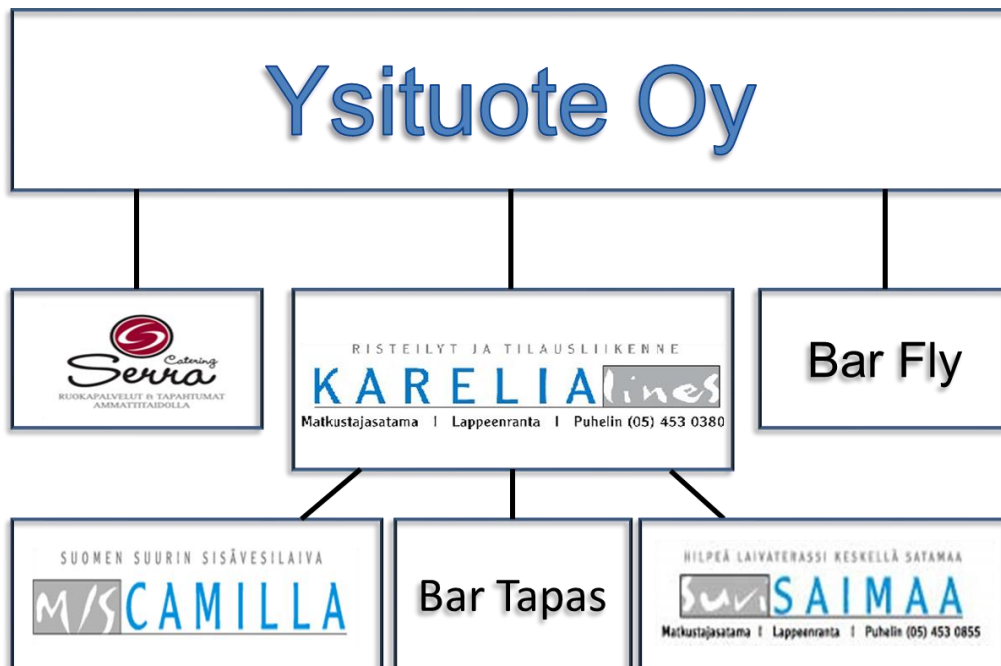 Ysituote Oy
Catering
Serra
RUOKAPALVELUT & TAPAHTUMAT
AMMATTITAIDOLLA
RISTEILYT JA TILAUSLIIKENNE
KARELIA lines
Matkustajasatama | Lappeenranta | Puhelin (05) 453 0380
Bar Fly
SUOMEN SUURIN SISÄVESILAIVA
M/S CAMILLA
Bar Tapas
HILPEÄ LAIVATERASSI KESKELLÄ SATAMAA
Suvi SAIMAA
Matkustajasatama | Lappeenranta | Puhelin (05) 453 0855